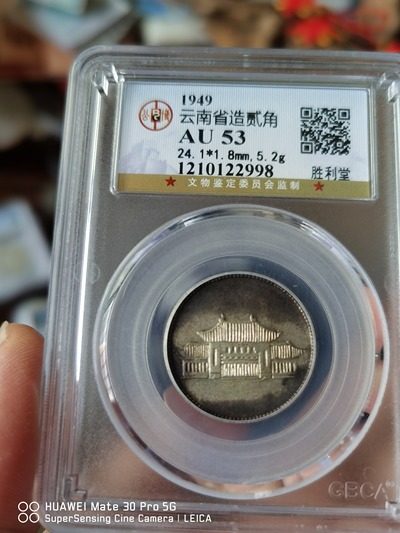 1949
云南省造贰角
AU 53
24.1*1.8mm,5.2g
1210122998
胜利堂
文物鉴定委员会监制
GBCA
HUAWEI Mate 30 Pro 5G
SuperSensing Cine Camera | LEICA